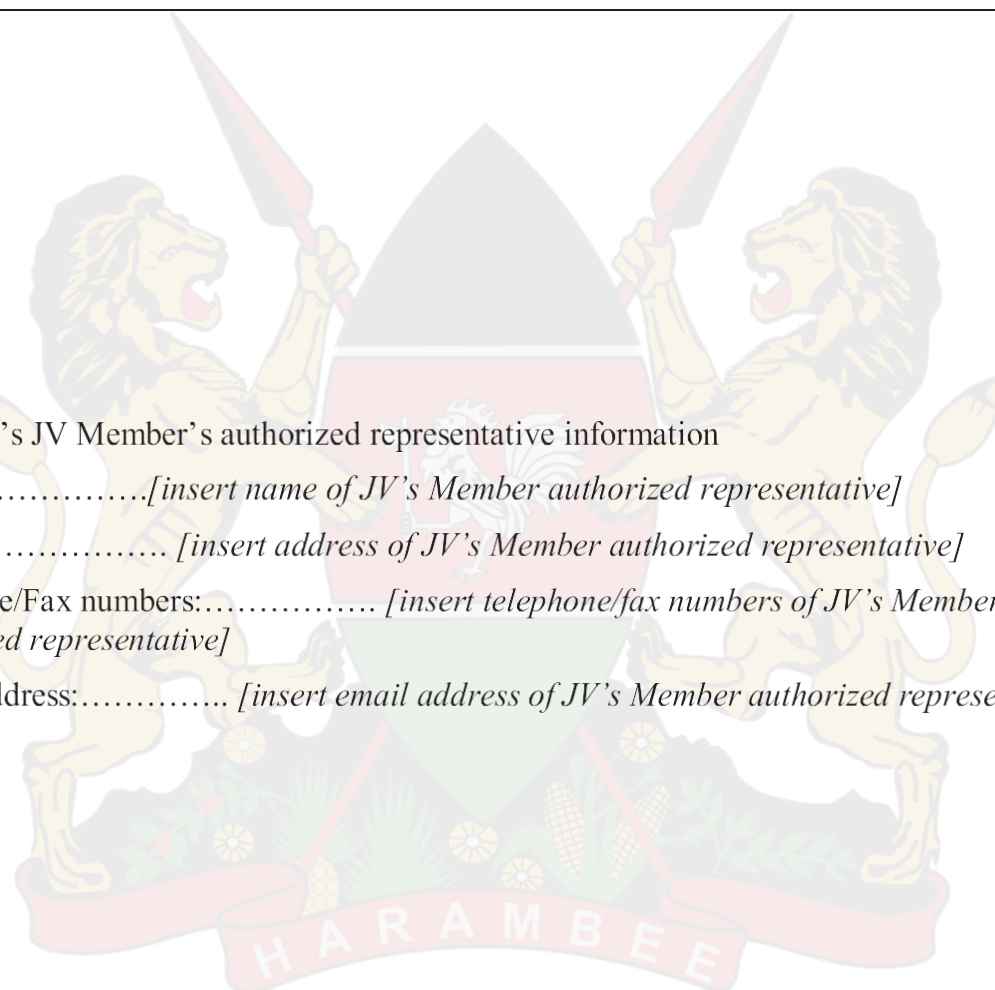 ’s JV Member’s authorized representative information
…………….[insert name of JV’s Member authorized representative]
……………… [insert address of JV’s Member authorized representative]
e/Fax numbers:……………. [insert telephone/fax numbers of JV’s Member
ed representative]
ddress:………….. [insert email address of JV’s Member authorized represe
HARAMBEE